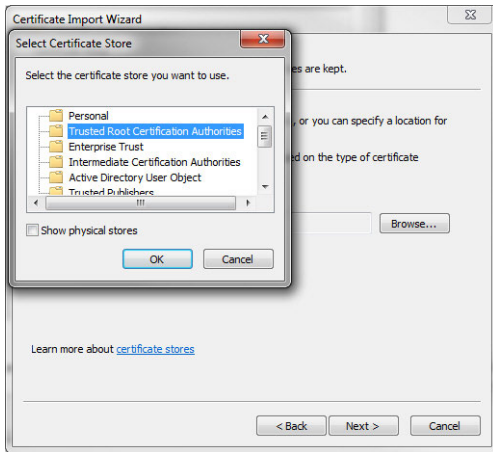 Certificate Import Wizard
Select Certificate Store
Select the certificate store you want to use.
Personal
Trusted Root Certification Authorities
Enterprise Trust
Intermediate Certification Authorities
Active Directory User Object
Trusted Publishers
Show physical stores
OK Cancel
es are kept.
, or you can specify a location for
ed on the type of certificate
Browse...
Learn more about certificate stores
< Back Next > Cancel